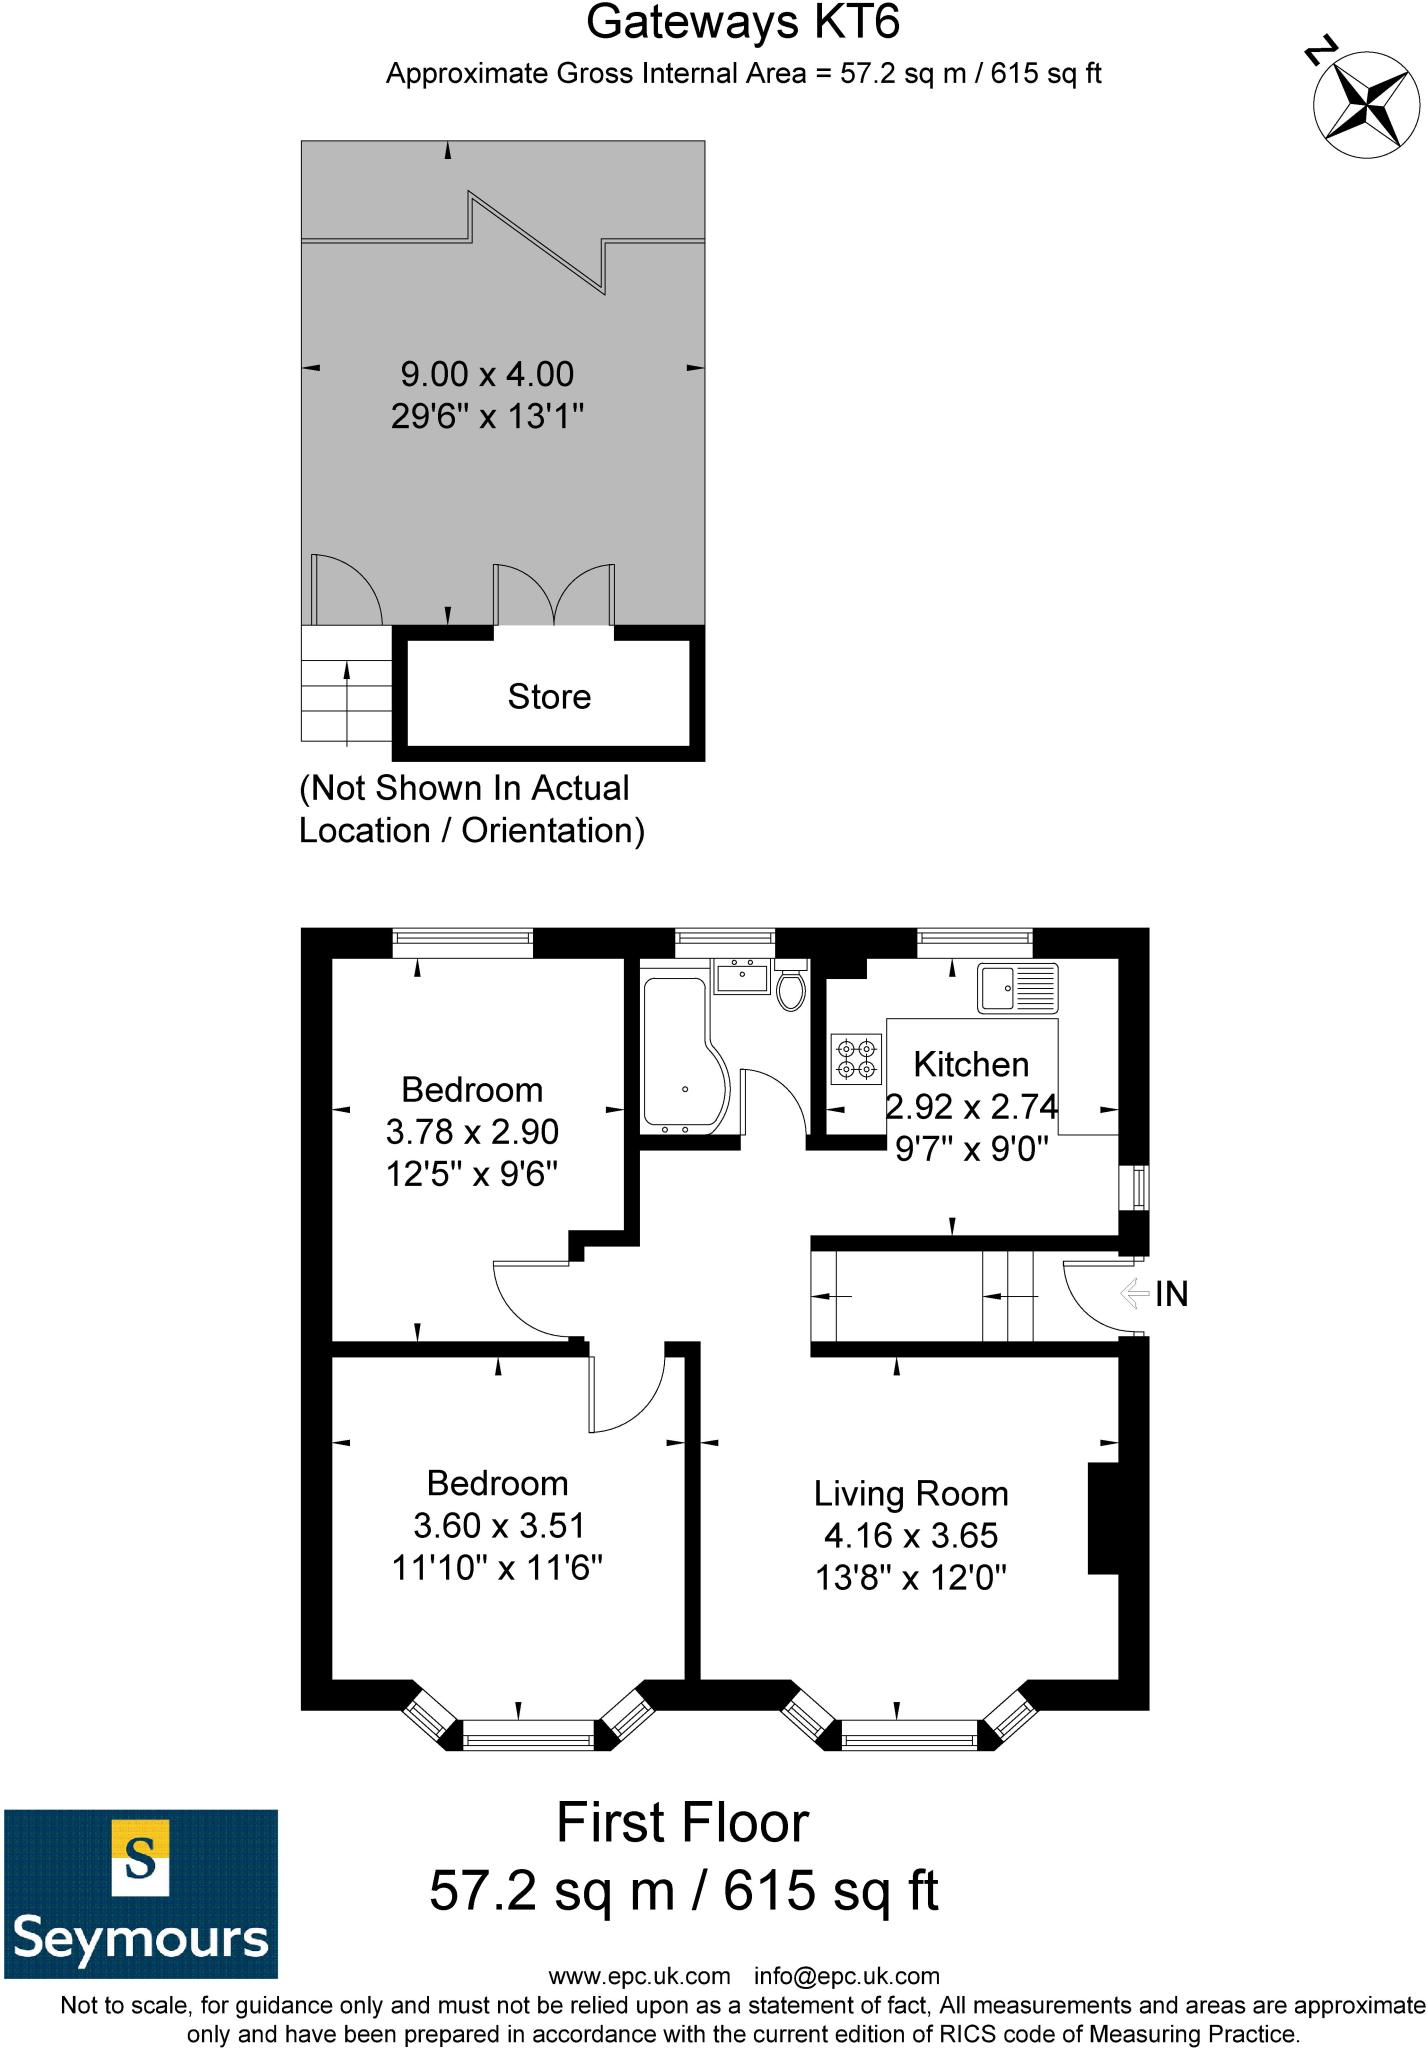 Gateways KT6
Approximate Gross Internal Area = 57.2 sq m / 615 sq ft
N
9.00 x 4.00
29'6" x 13'1"
Store
(Not Shown In Actual
Location / Orientation)
Bedroom
3.78 x 2.90
12'5" x 9'6"
Kitchen
2.92 x 2.74
9'7" x 9'0"
IN
Bedroom
3.60 x 3.51
11'10" x 11'6"
Living Room
4.16 x 3.65
13'8" x 12'0"
First Floor
57.2 sq m / 615 sq ft
S
Seymours
www.epc.uk.com info@epc.uk.com
Not to scale, for guidance only and must not be relied upon as a statement of fact, All measurements and areas are approximate
only and have been prepared in accordance with the current edition of RICS code of Measuring Practice.